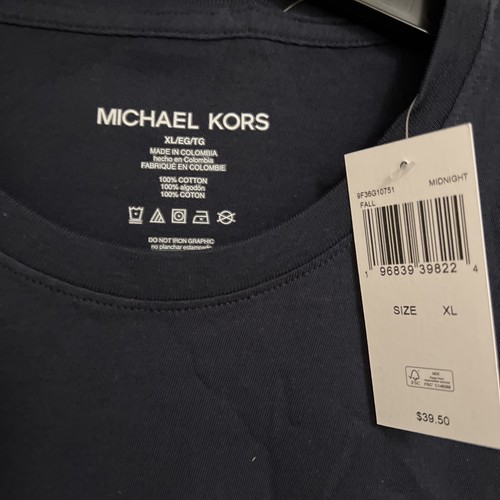 MICHAEL KORS
XL/EG/TG
MADE IN COLOMBIA
hecho en Colombia
FABRIQUÉ EN COLOMBIE
100% COTTON
100% algodón
100% COTON
DO NOT IRON GRAPHIC
no planchar estampado
9F36G10751 MIDNIGHT
FALL
1 96839 39822 4
SIZE XL
MIX
FSC
$39.50